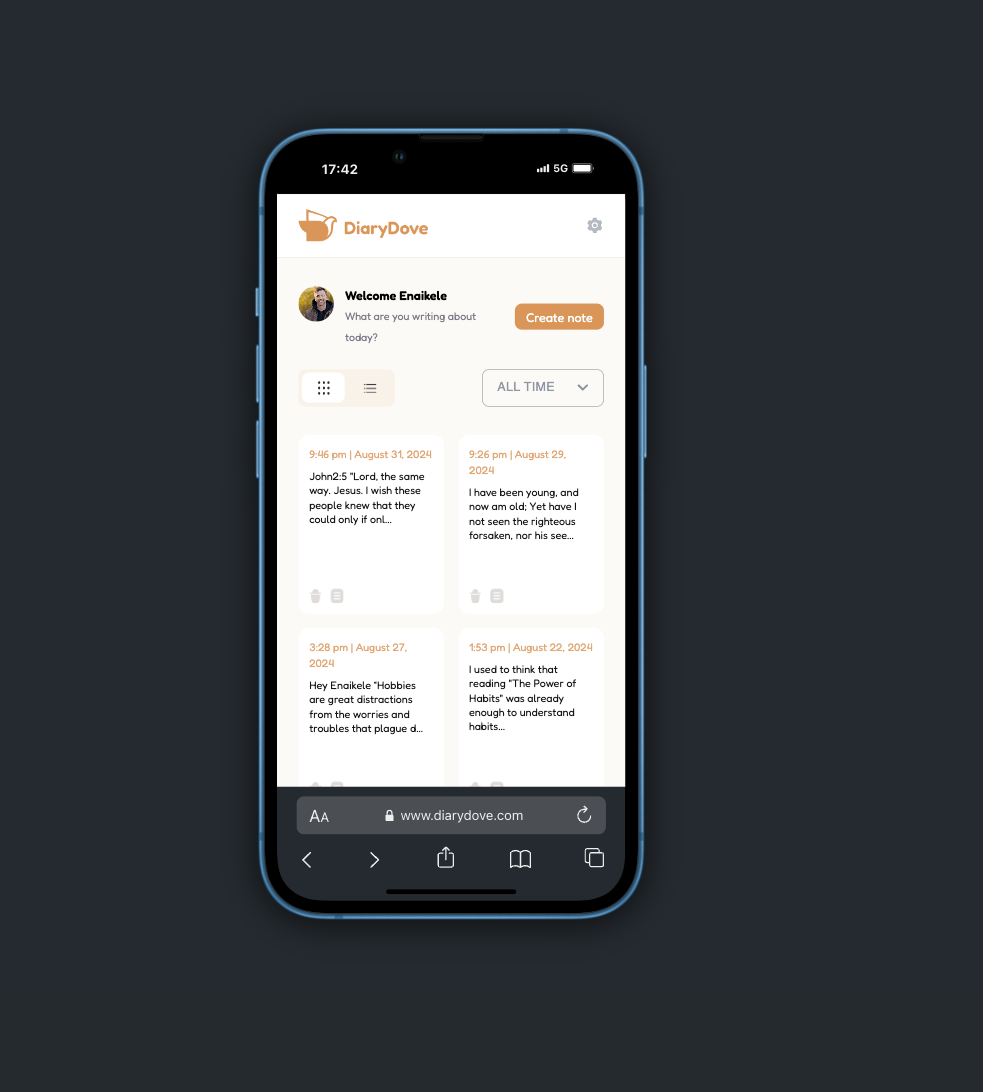 17:42
5G
DiaryDove
Welcome Enaikele
What are you writing about
today?
Create note
ALL TIME
9:46 pm | August 31, 2024
John2:5 "Lord, the same
way. Jesus. I wish these
people knew that they
could only if onl...
9:26 pm | August 29,
2024
I have been young, and
now am old; Yet have I
not seen the righteous
forsaken, nor his see...
3:28 pm | August 27,
2024
Hey Enaikele "Hobbies
are great distractions
from the worries and
troubles that plague d...
1:53 pm | August 22, 2024
I used to think that
reading "The Power of
Habits" was already
enough to understand
habits...
AA
www.diarydove.com